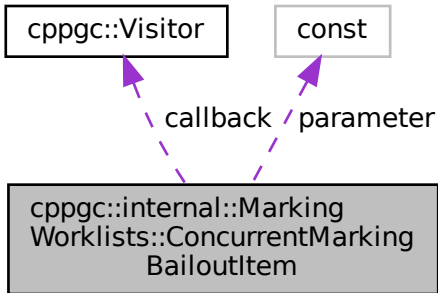 cppgc::Visitor
const
callback
parameter
cppgc::internal::Marking
Worklists::ConcurrentMarking
BailoutItem